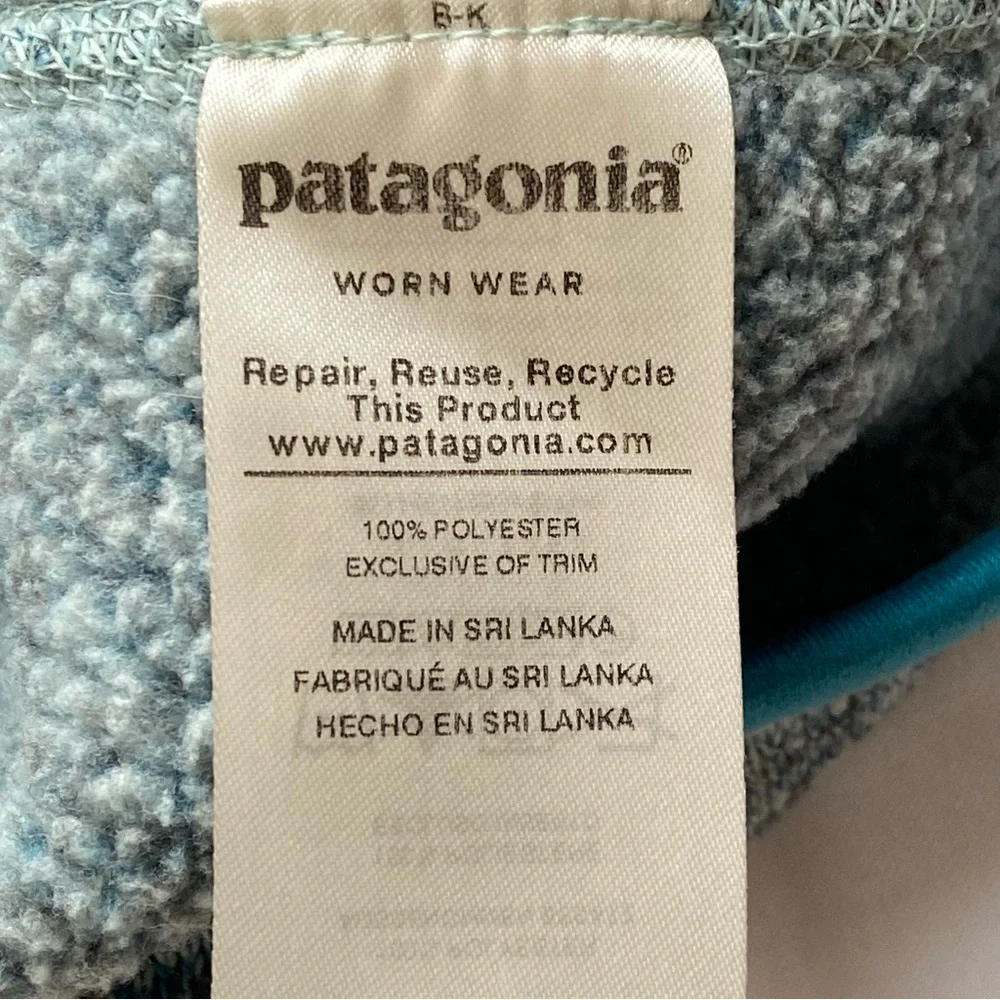 B-K
patagonia®
WORN WEAR
Repair, Reuse, Recycle
This Product
www.patagonia.com
100% POLYESTER
EXCLUSIVE OF TRIM
MADE IN SRI LANKA
FABRIQUÉ AU SRI LANKA
HECHO EN SRI LANKA